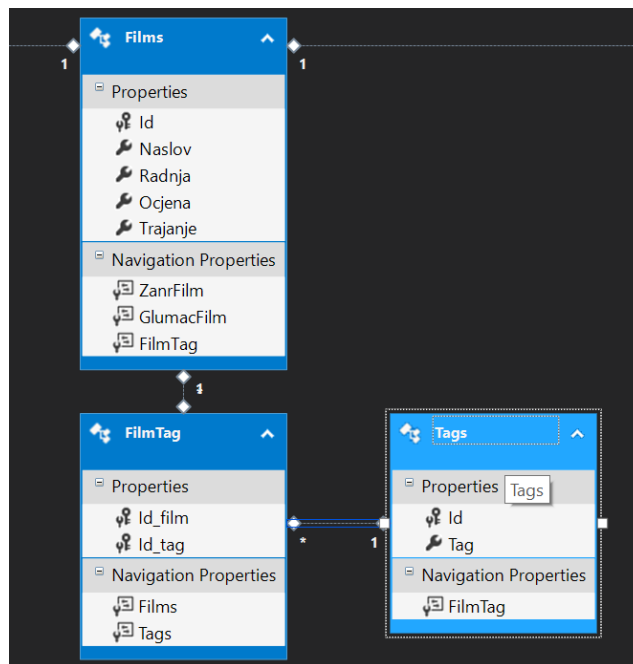 Films
1
1
Properties
Id
Naslov
Radnja
Ocjena
Trajanje
Navigation Properties
ZanrFilm
GlumacFilm
FilmTag
FilmTag
Properties
Id_film
Id_tag
Navigation Properties
Films
Tags
*
1
Tags
Properties
Tags
Id
Tag
Navigation Properties
FilmTag